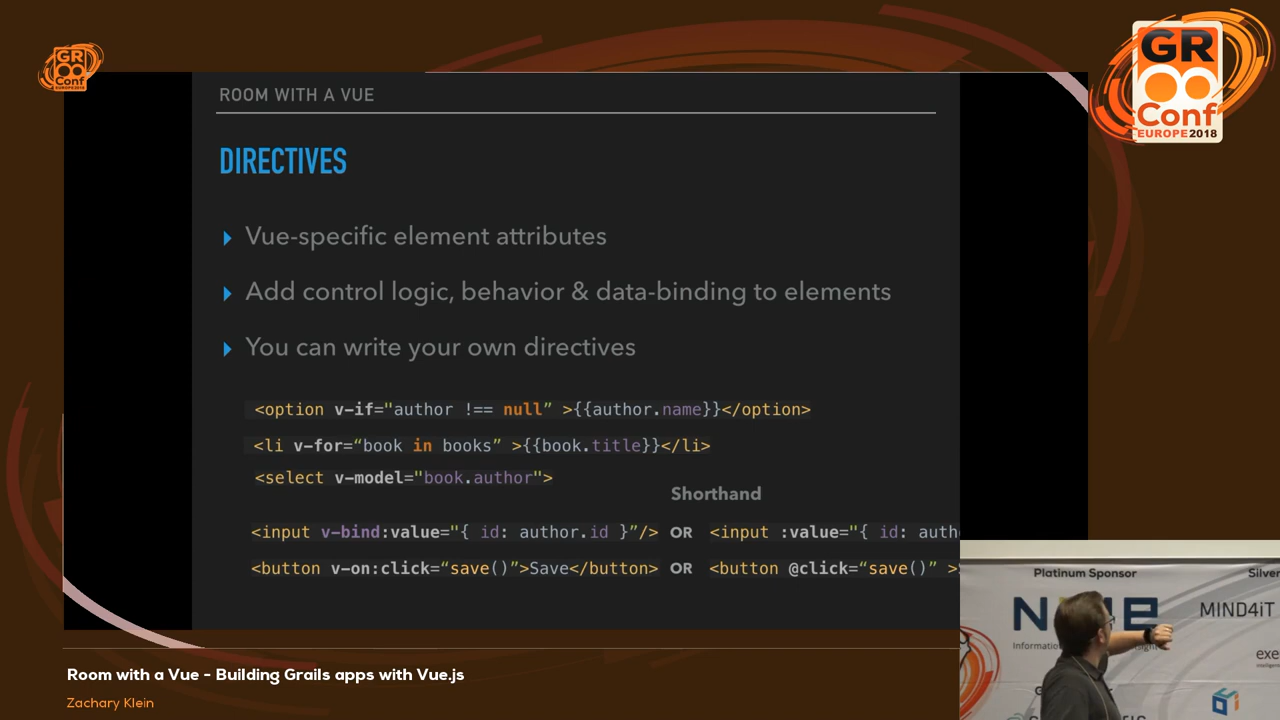 GR
Conf
EUROPE 2018
GR
Conf
EUROPE 2018
ROOM WITH A VUE
DIRECTIVES
Vue-specific element attributes
Add control logic, behavior & data-binding to elements
You can write your own directives
<option v-if="author !== null” >{{author.name}}</option>
<li v-for=“book in books” >{{book.title}}</li>
<select v-model="book.author">
Shorthand
<input v-bind:value="{ id: author.id }”/> OR <input :value="{ id: auth
<button v-on:click=“save()”>Save</button> OR <button @click=“save()” >
Platinum Sponsor
Silver
MIND4iT
Room with a Vue - Building Grails apps with Vue.js
Zachary Klein